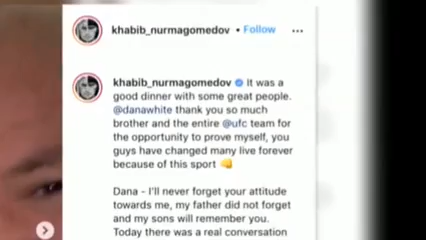 khabib_nurmagomedov • Follow ...
khabib_nurmagomedov It was a
good dinner with some great people.
@danawhite thank you so much
brother and the entire @ufc team for
the opportunity to prove myself, you
guys have changed many live forever
because of this sport 👊
Dana - I'll never forget your attitude
towards me, my father did not forget
and my sons will remember you.
Today there was a real conversation